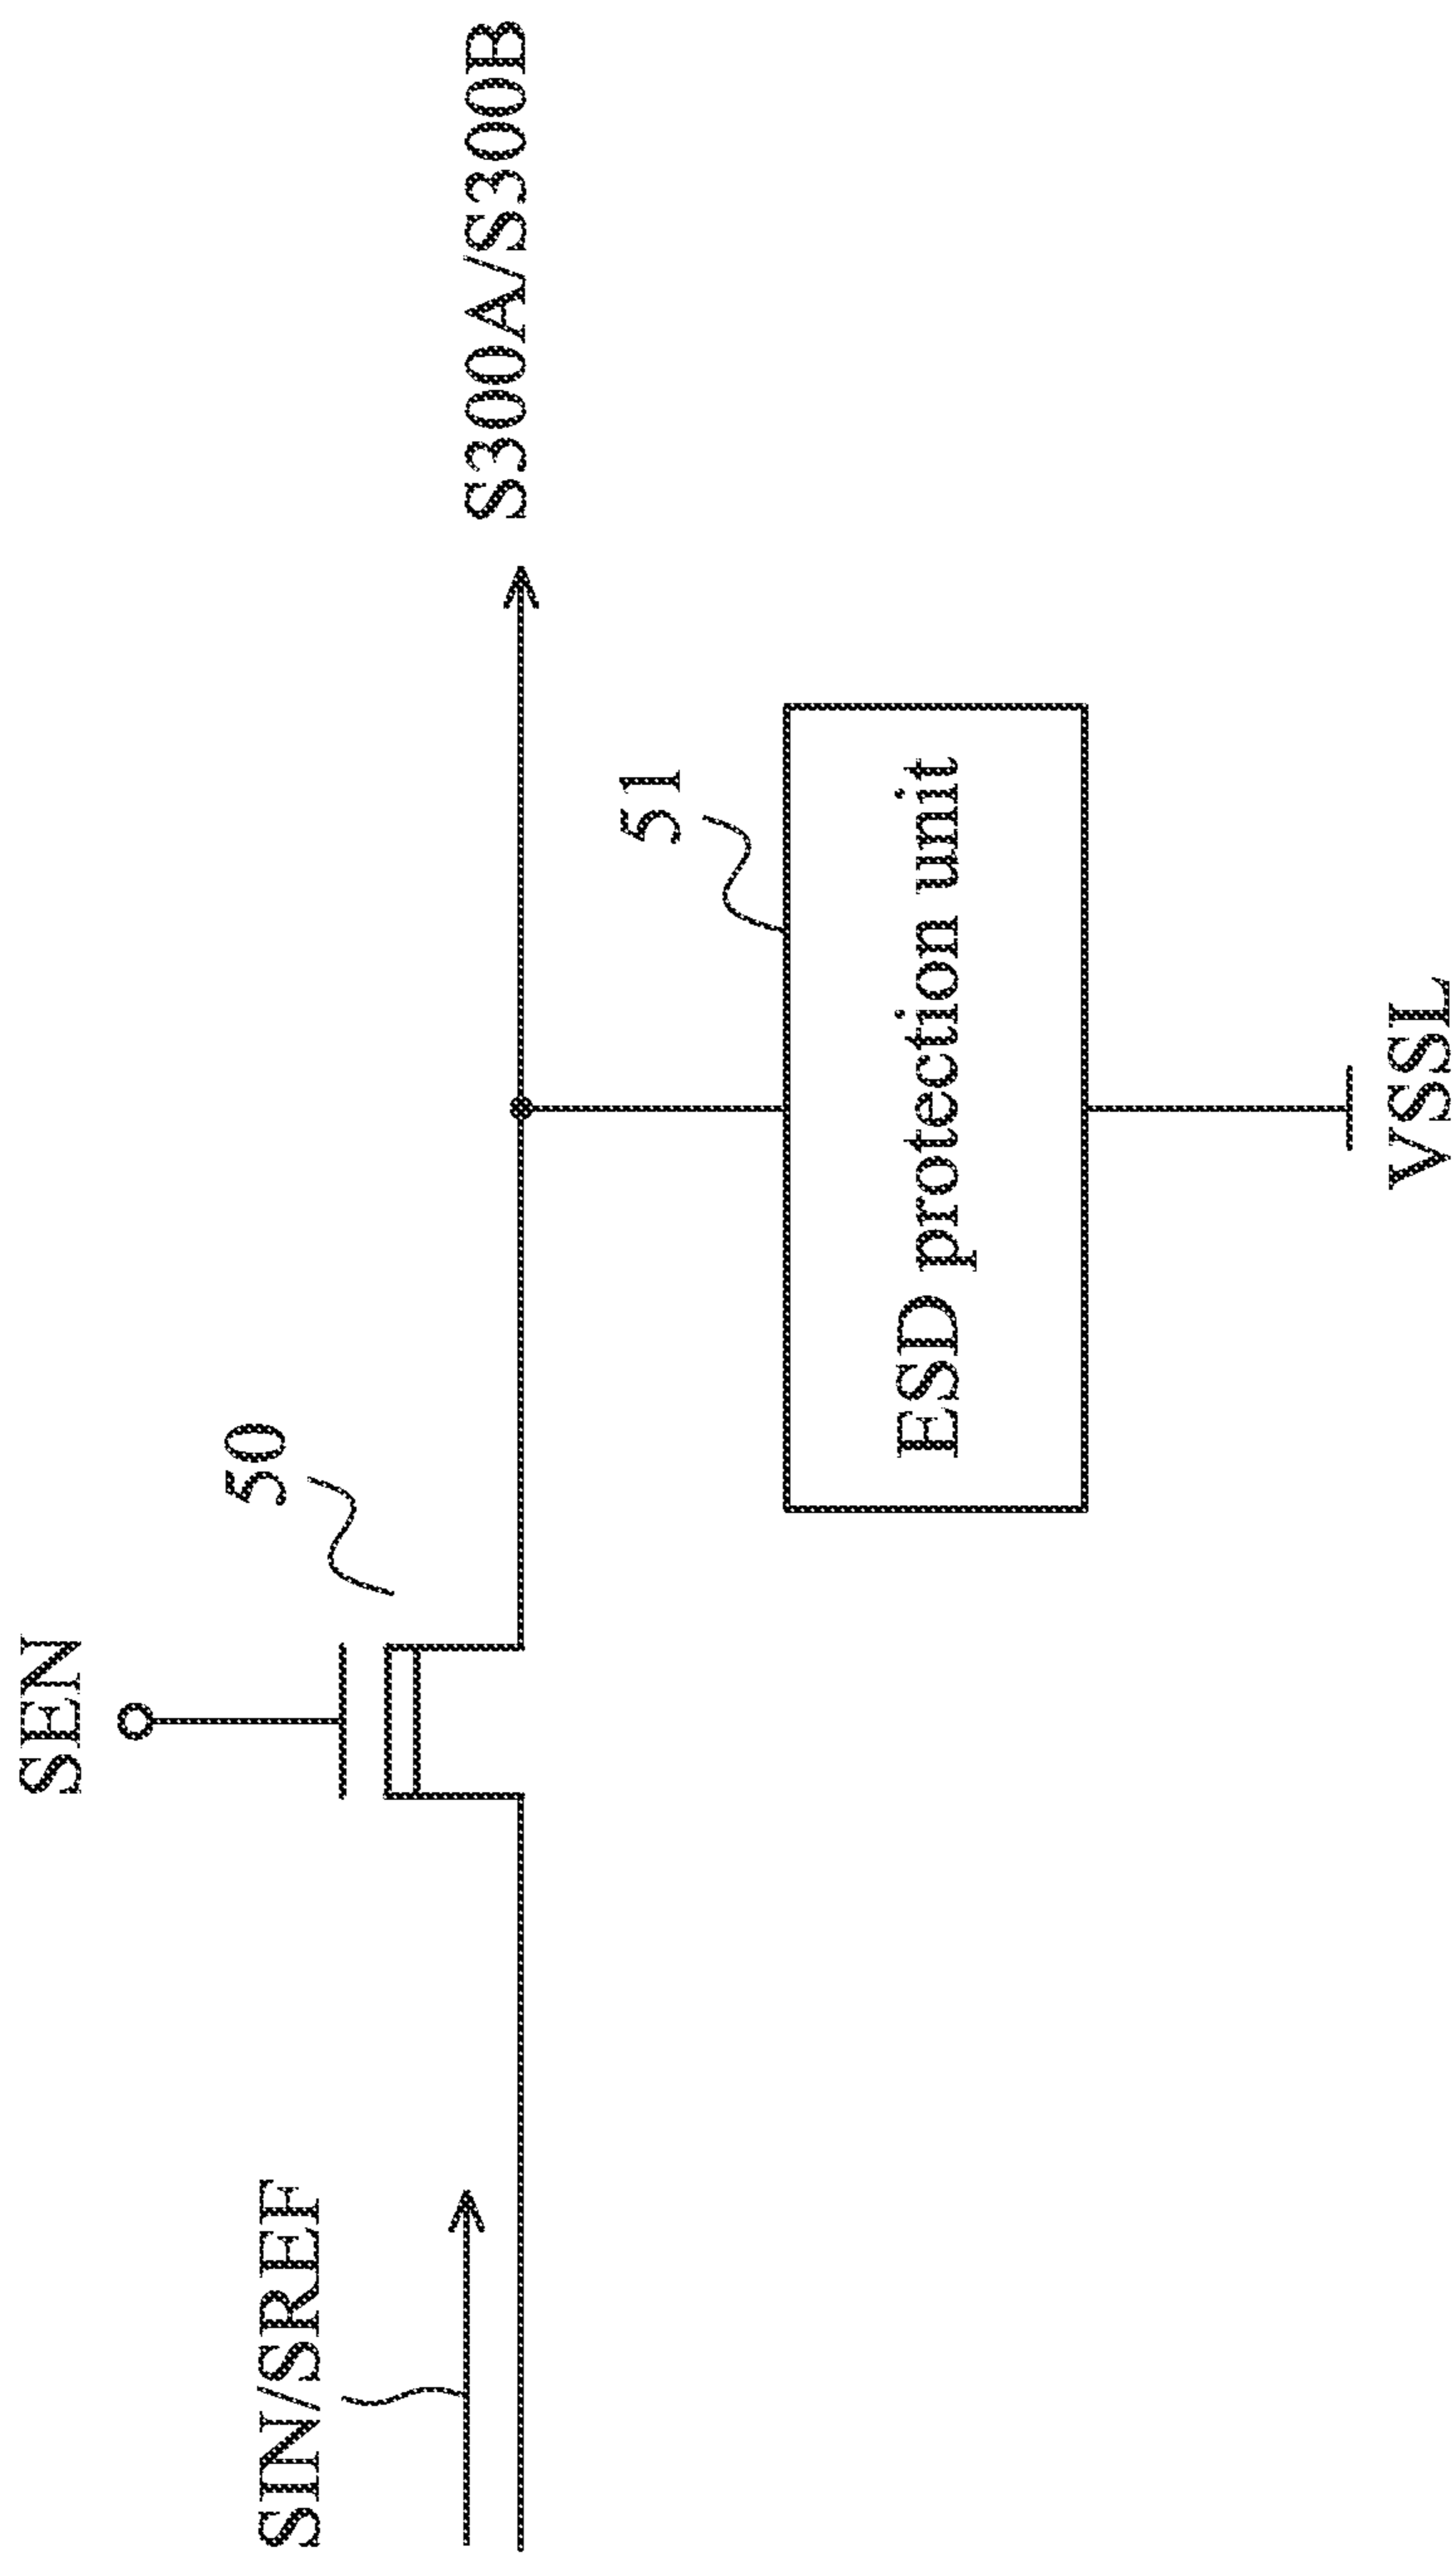 SEN
50
SIN/SREF
S300A/S300B
51
ESD protection unit
VSSL